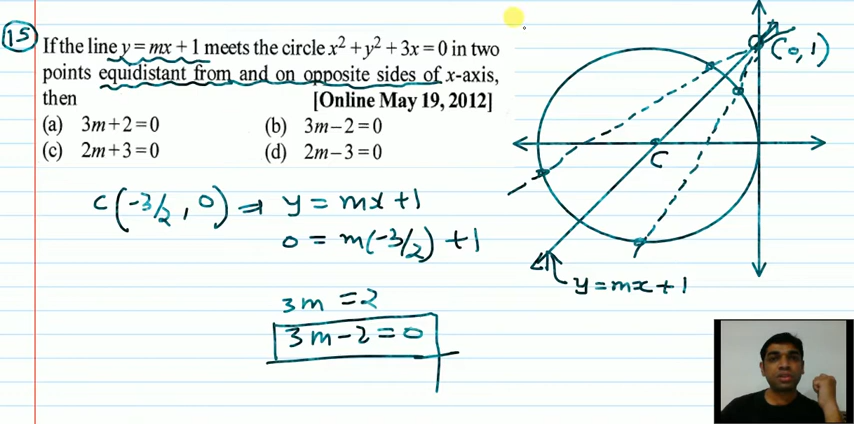 15
If the line y = mx + 1 meets the circle x² + y² + 3x = 0 in two
points equidistant from and on opposite sides of x-axis,
then [Online May 19, 2012]
(a) 3m + 2 = 0 (b) 3m – 2 = 0
(c) 2m + 3 = 0 (d) 2m – 3 = 0
C(-3/2, 0) ⇒ y = mx + 1
0 = m(-3/2) + 1
3m = 2
3m - 2 = 0
(0, 1)
C
y = mx + 1